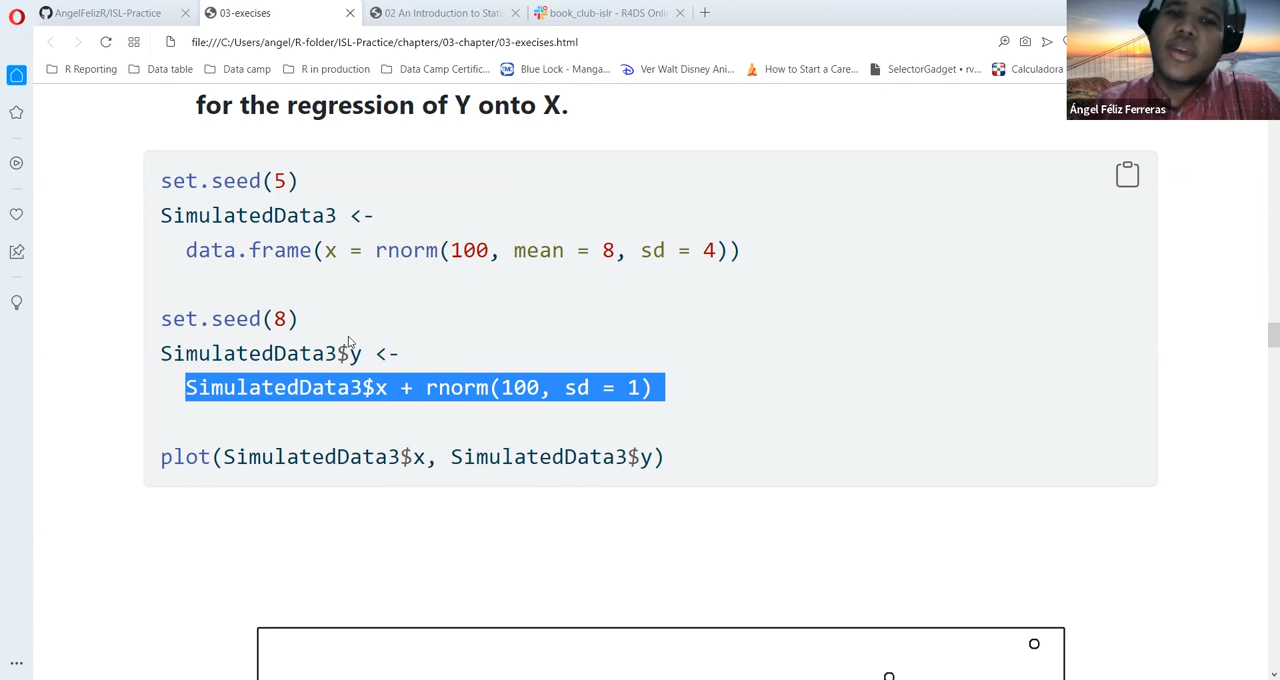 AngelFelizR/ISL-Practice
03-execises
02 An Introduction to Stati
book_club-islr - R4DS Onli
file:///C:/Users/angel/R-folder/ISL-Practice/chapters/03-chapter/03-execises.html
R Reporting
Data table
Data camp
R in production
Data Camp Certific...
Blue Lock - Manga...
Ver Walt Disney Ani...
How to Start a Care...
SelectorGadget • rv...
Calculadora
Ángel Féliz Ferreras
for the regression of Y onto X.
set.seed(5)
SimulatedData3 <-
data.frame(x = rnorm(100, mean = 8, sd = 4))
set.seed(8)
SimulatedData3$y <-
SimulatedData3$x + rnorm(100, sd = 1)
plot(SimulatedData3$x, SimulatedData3$y)